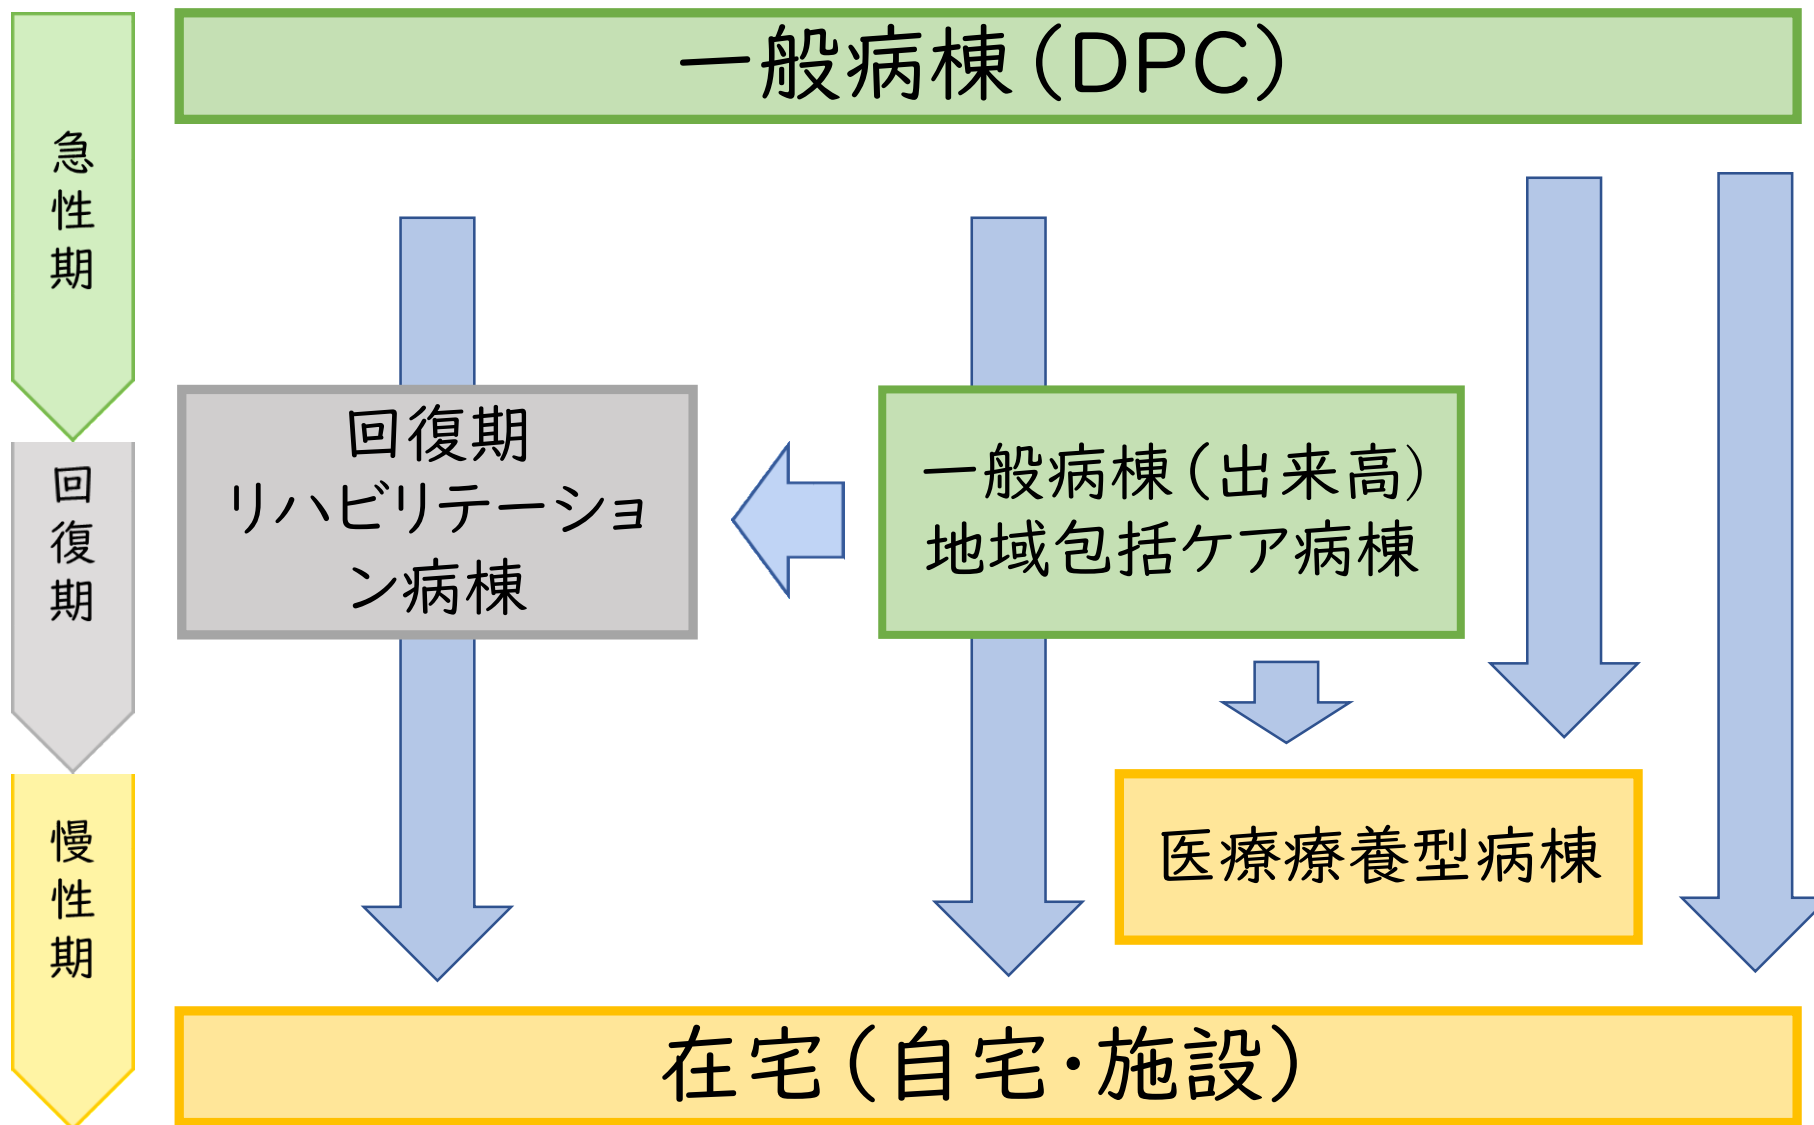 一般病棟（DPC）
急性期
回復期
リハビリテーショ
ン病棟
一般病棟（出来高）
地域包括ケア病棟
回復期
医療療養型病棟
慢性期
在宅（自宅・施設）